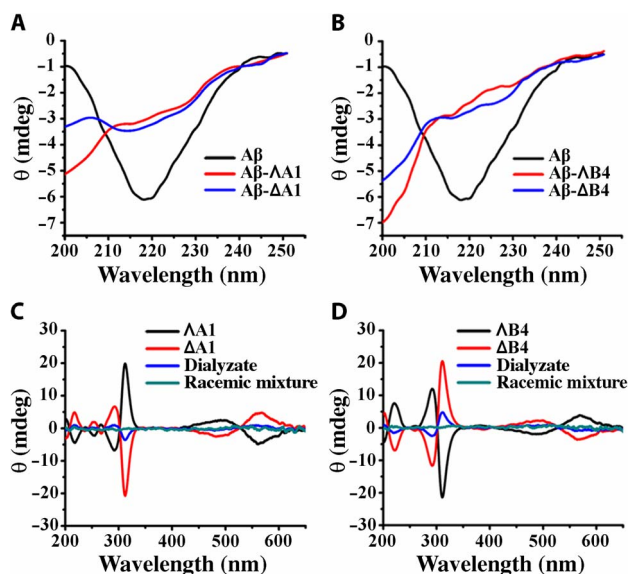 A
0
−1
−2
−3
−4
−5
−6
−7
θ (mdeg)
Aβ
Aβ-ΛA1
Aβ-ΔA1
200 210 220 230 240 250
Wavelength (nm)
B
0
−1
−2
−3
−4
−5
−6
−7
θ (mdeg)
Aβ
Aβ-ΛB4
Aβ-ΔB4
200 210 220 230 240 250
Wavelength (nm)
C
30
20
10
0
−10
−20
−30
θ (mdeg)
ΛA1
ΔA1
Dialyzate
Racemic mixture
200 300 400 500 600
Wavelength (nm)
D
30
20
10
0
−10
−20
−30
θ (mdeg)
ΛB4
ΔB4
Dialyzate
Racemic mixture
200 300 400 500 600
Wavelength (nm)